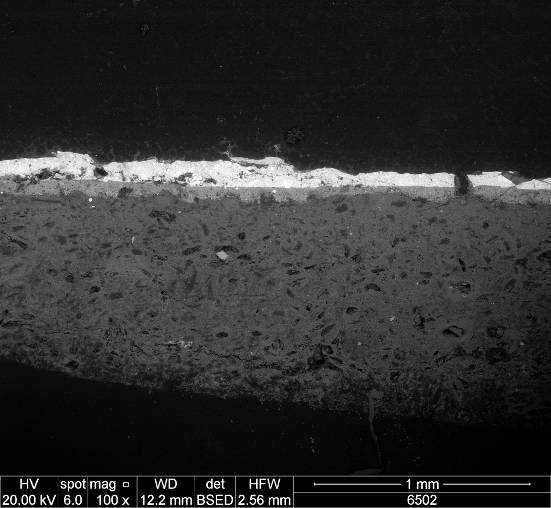 HV spot mag □ WD det HFW 1 mm
20.00 kV 6.0 100 x 12.2 mm BSED 2.56 mm 6502